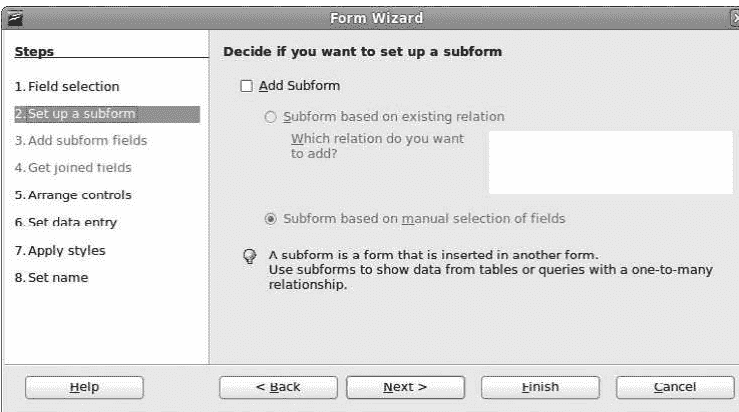 Form Wizard
Steps
1. Field selection
2. Set up a subform
3. Add subform fields
4. Get joined fields
5. Arrange controls
6. Set data entry
7. Apply styles
8. Set name
Decide if you want to set up a subform
Add Subform
Subform based on existing relation
Which relation do you want
to add?
Subform based on manual selection of fields
A subform is a form that is inserted in another form.
Use subforms to show data from tables or queries with a one-to-many
relationship.
Help
< Back
Next >
Finish
Cancel